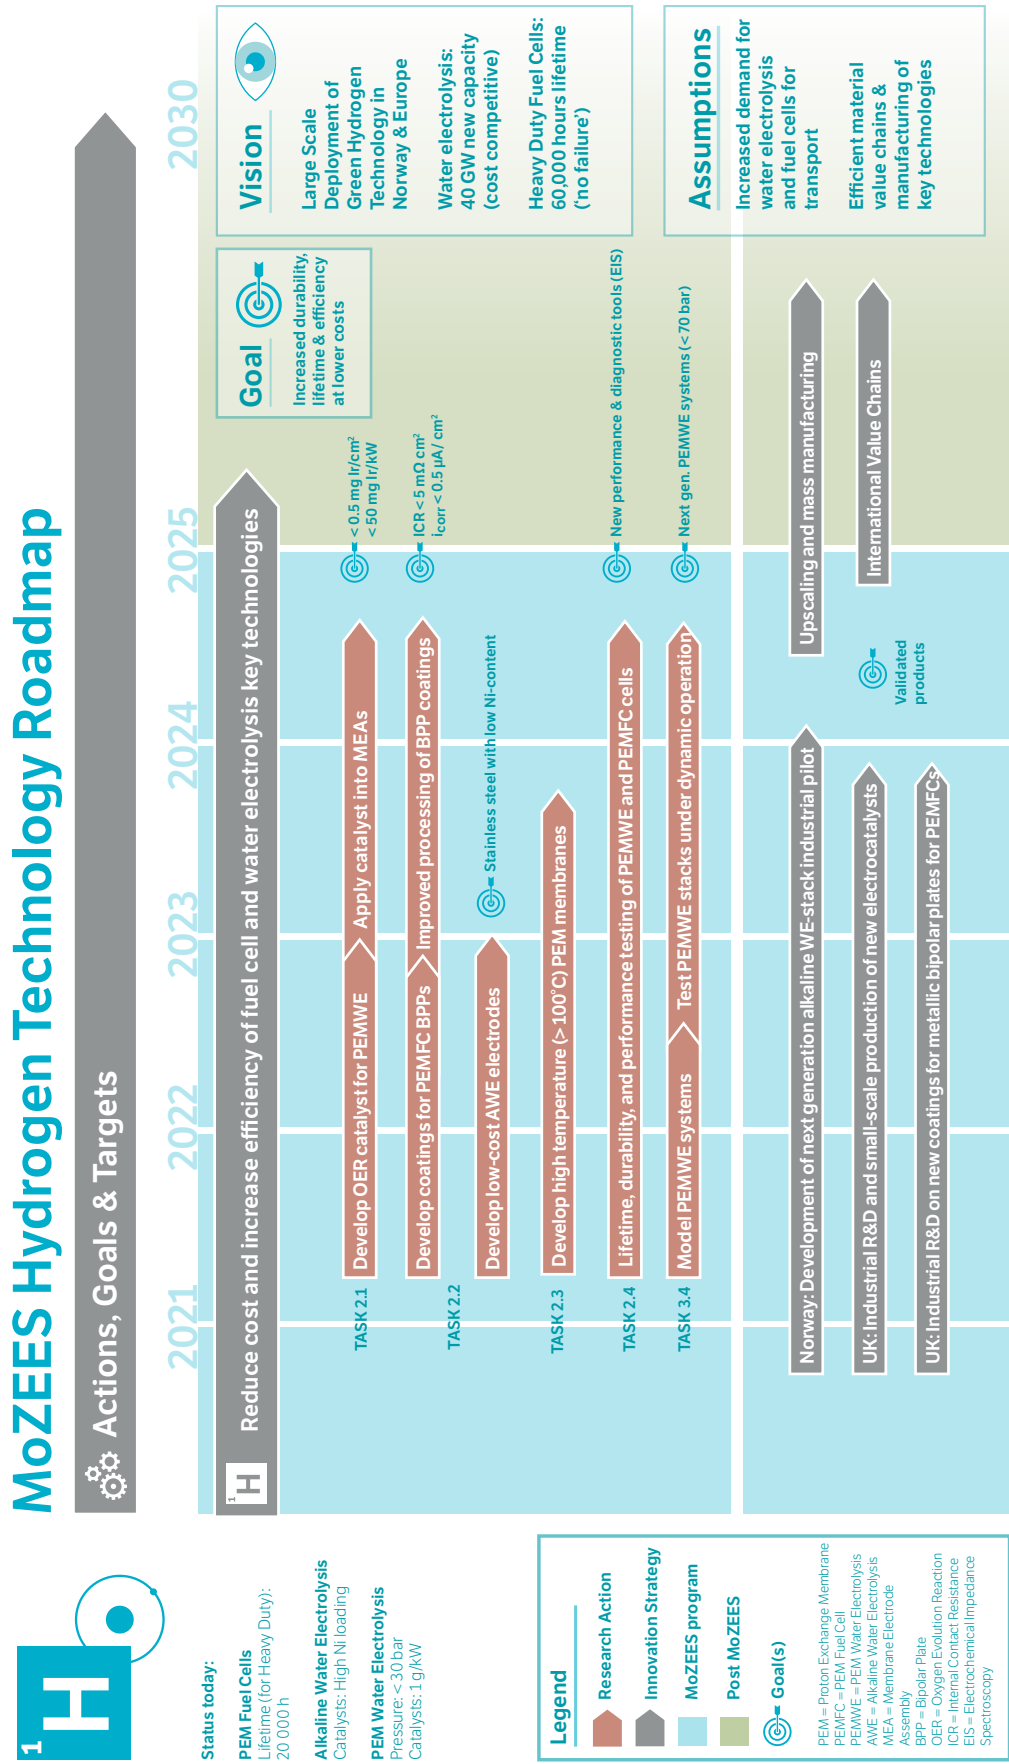 MoZEES Hydrogen Technology Roadmap
1
H
Actions, Goals & Targets
2021
2022
2023
2024
2025
2030
Status today:
PEM Fuel Cells
Lifetime (for Heavy Duty):
20 000 h
Alkaline Water Electrolysis
Catalysts: High Ni loading
PEM Water Electrolysis
Pressure: < 30 bar
Catalysts: 1 g/kW
1
H
Reduce cost and increase efficiency of fuel cell and water electrolysis key technologies
TASK 2.1
Develop OER catalyst for PEMWE
Apply catalyst into MEAs
< 0.5 mg Ir/cm²
< 50 mg Ir/kW
TASK 2.2
Develop coatings for PEMFC BPPs
Improved processing of BPP coatings
ICR < 5 mΩ cm²
icorr < 0.5 µA/ cm²
Develop low-cost AWE electrodes
Stainless steel with low Ni-content
TASK 2.3
Develop high temperature (> 100°C) PEM membranes
TASK 2.4
Lifetime, durability, and performance testing of PEMWE and PEMFC cells
New performance & diagnostic tools (EIS)
TASK 3.4
Model PEMWE systems
Test PEMWE stacks under dynamic operation
Next gen. PEMWE systems (< 70 bar)
Norway: Development of next generation alkaline WE-stack industrial pilot
Upscaling and mass manufacturing
UK: Industrial R&D and small-scale production of new electrocatalysts
Validated
products
International Value Chains
UK: Industrial R&D on new coatings for metallic bipolar plates for PEMFCs
Goal
Increased durability,
lifetime & efficiency
at lower costs
Vision
Large Scale
Deployment of
Green Hydrogen
Technology in
Norway & Europe
Water electrolysis:
40 GW new capacity
(cost competitive)
Heavy Duty Fuel Cells:
60,000 hours lifetime
(‘no failure’)
Assumptions
Increased demand for
water electrolysis
and fuel cells for
transport
Efficient material
value chains &
manufacturing of
key technologies
Legend
Research Action
Innovation Strategy
MoZEES program
Post MoZEES
Goal(s)
PEM = Proton Exchange Membrane
PEMFC = PEM Fuel Cell
PEMWE = PEM Water Electrolysis
AWE = Alkaline Water Electrolysis
MEA = Membrane Electrode
Assembly
BPP = Bipolar Plate
OER = Oxygen Evolution Reaction
ICR = Internal Contact Resistance
EIS = Electrochemical Impedance
Spectroscopy